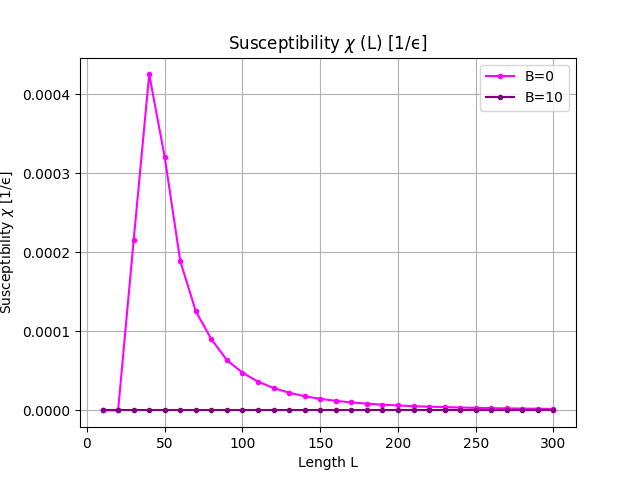 Susceptibility χ (L) [1/ϵ]
Susceptibility χ [1/ϵ]
0.0004
0.0003
0.0002
0.0001
0.0000
B=0
B=10
0 50 100 150 200 250 300
Length L